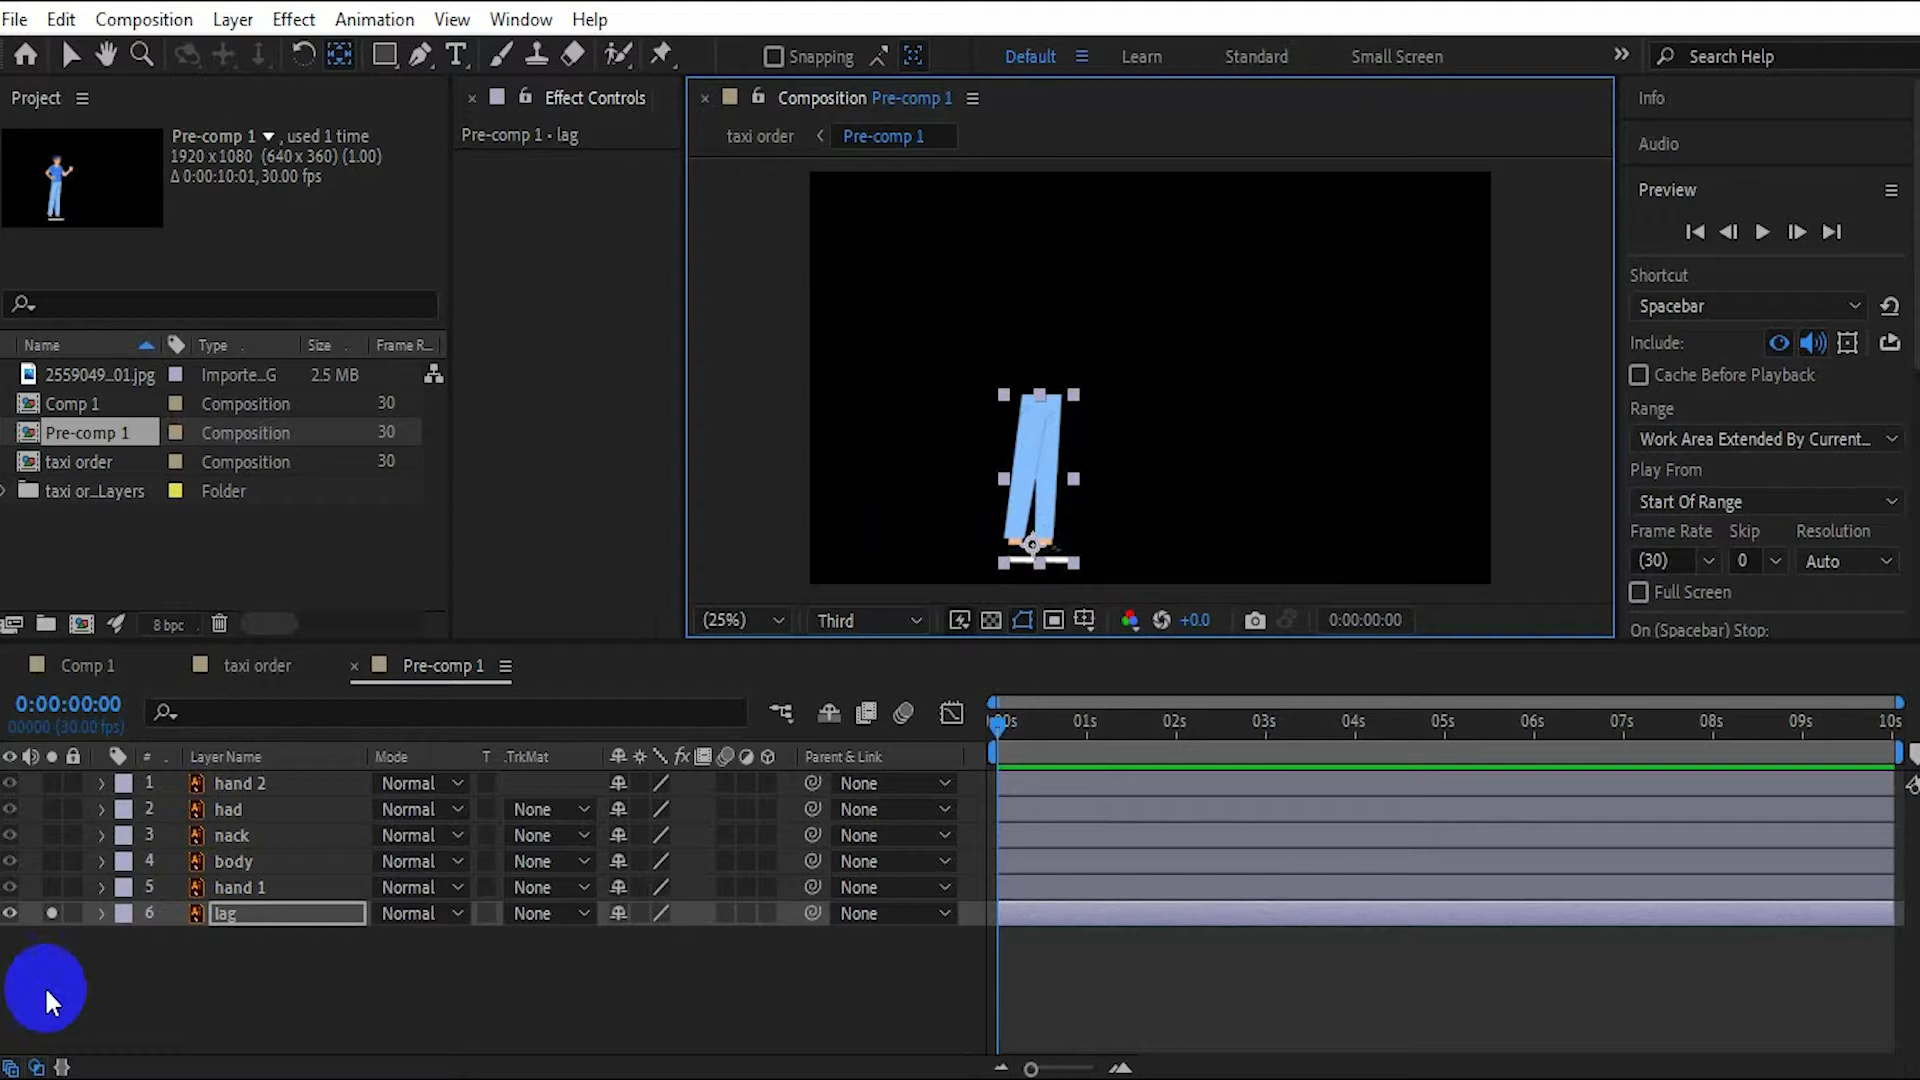 File Edit Composition Layer Effect Animation View Window Help
Snapping Default Learn Standard Small Screen Search Help
Project
Pre-comp 1 , used 1 time
1920 x 1080 (640 x 360) (1.00)
Δ 0:00:10:01, 30.00 fps
Effect Controls
Pre-comp 1 • lag
Composition Pre-comp 1
taxi order Pre-comp 1
Info
Audio
Preview
Shortcut
Spacebar
Include:
Cache Before Playback
Range
Work Area Extended By Current...
Play From
Start Of Range
Frame Rate Skip Resolution
(30) 0 Auto
Full Screen
On (Spacebar) Stop:
Name Type Size Frame R...
2559049_01.jpg Importe_G 2.5 MB
Comp 1 Composition 30
Pre-comp 1 Composition 30
taxi order Composition 30
taxi or_Layers Folder
8 bpc
(25%) Third +0.0 0:00:00:00
Comp 1 taxi order Pre-comp 1
0:00:00:00
00000 (30.00 fps)
:00s 01s 02s 03s 04s 05s 06s 07s 08s 09s 10s
# Layer Name Mode T .TrkMat fx Parent & Link
1 hand 2 Normal None
2 had Normal None None
3 nack Normal None None
4 body Normal None None
5 hand 1 Normal None None
6 lag Normal None None